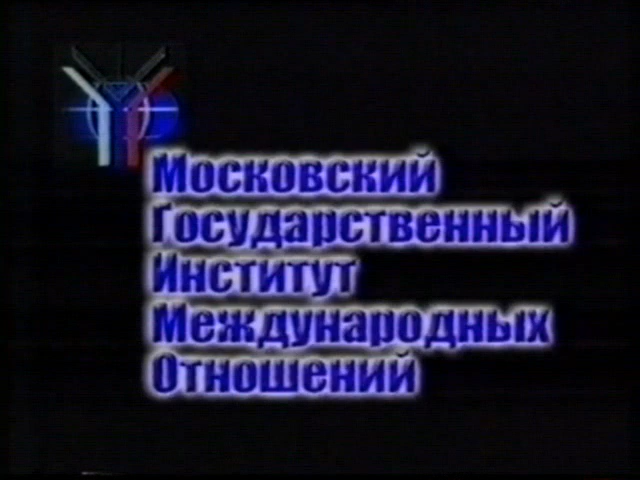 Московский
Государственный
Институт
Международных
Отношений